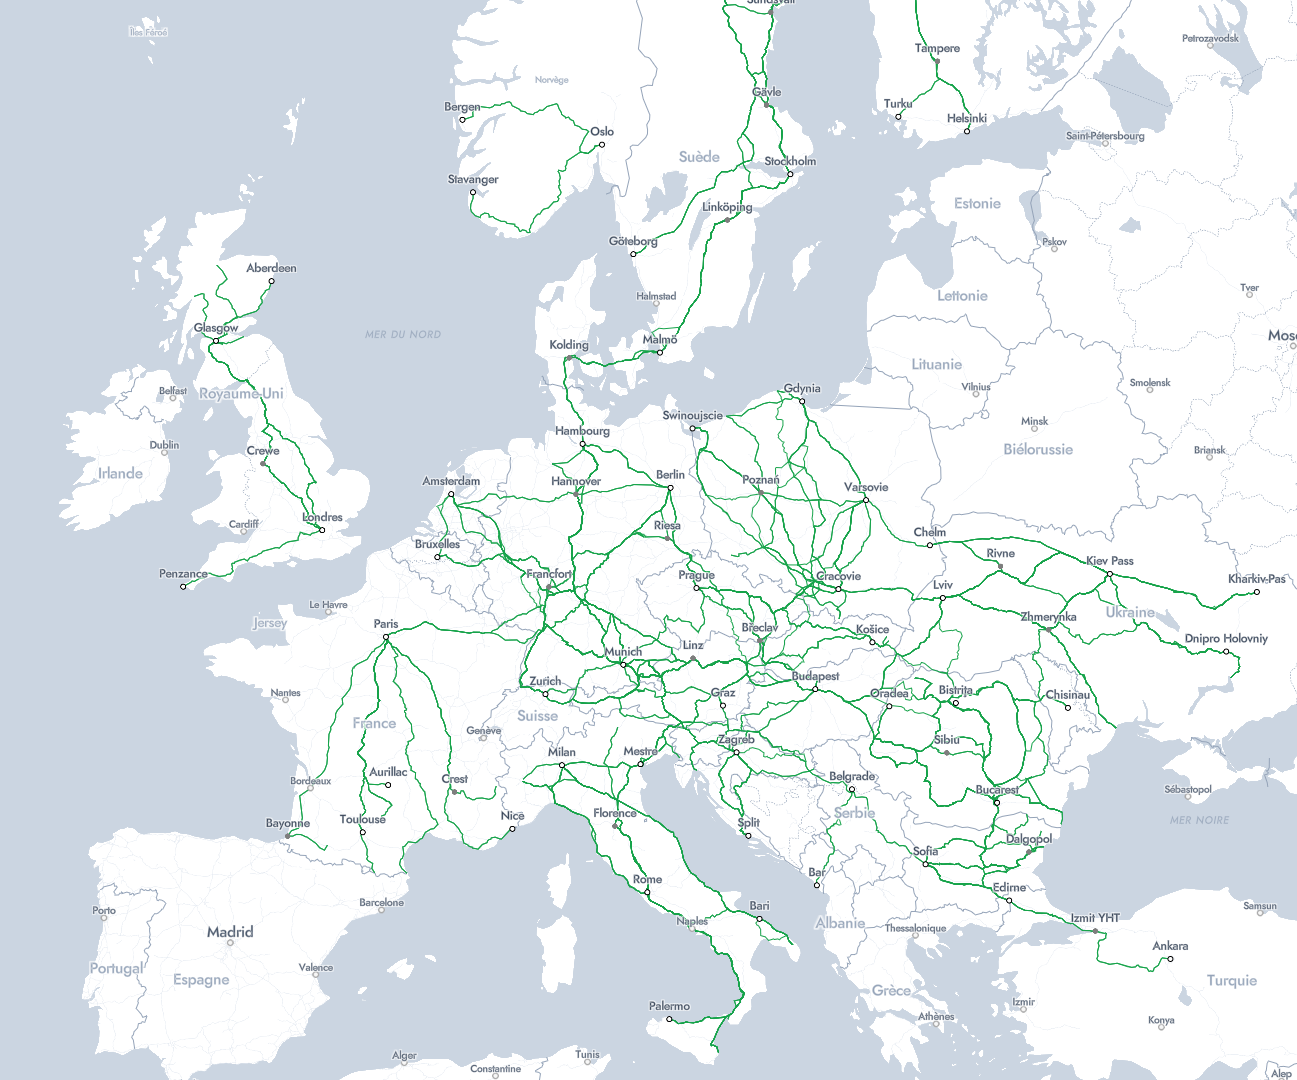 Sundsvall
Îles Féroé
Petrozavodsk
Tampere
Norvège
Gävle
Bergen
Turku
Helsinki
Oslo
Saint-Pétersbourg
Suède
Stockholm
Stavanger
Linköping
Estonie
Göteborg
Pskov
Aberdeen
Halmstad
Lettonie
Tver
Glasgow
MER DU NORD
Malmö
Kolding
Mosc
Lituanie
Belfast
Royaume-Uni
Vilnius
Smolensk
Gdynia
Swinoujscie
Minsk
Hambourg
Dublin
Crewe
Biélorussie
Briansk
Irlande
Amsterdam
Hannover
Berlin
Poznań
Varsovie
Cardiff
Londres
Riesa
Chelm
Bruxelles
Rivne
Kiev Pass
Penzance
Francfort
Prague
Cracovie
Lviv
Kharkiv-Pas
Le Havre
Jersey
Paris
Břeclav
Košice
Zhmerynka
Ukraine
Dnipro Holovniy
Linz
Munich
Zurich
Budapest
Nantes
Graz
Oradea
Bistrita
Chisinau
Suisse
France
Genève
Zagreb
Sibiu
Milan
Mestre
Aurillac
Crest
Belgrade
Bordeaux
Bucarest
Sébastopol
Nice
Florence
Serbie
Bayonne
Toulouse
Split
MER NOIRE
Dalgopol
Sofia
Bar
Rome
Edirne
Barcelone
Porto
Bari
Naples
Albanie
Izmit YHT
Samsun
Madrid
Thessalonique
Ankara
Portugal
Espagne
Valence
Turquie
Grèce
Palermo
Izmir
Athènes
Konya
Alger
Constantine
Tunis
Alep